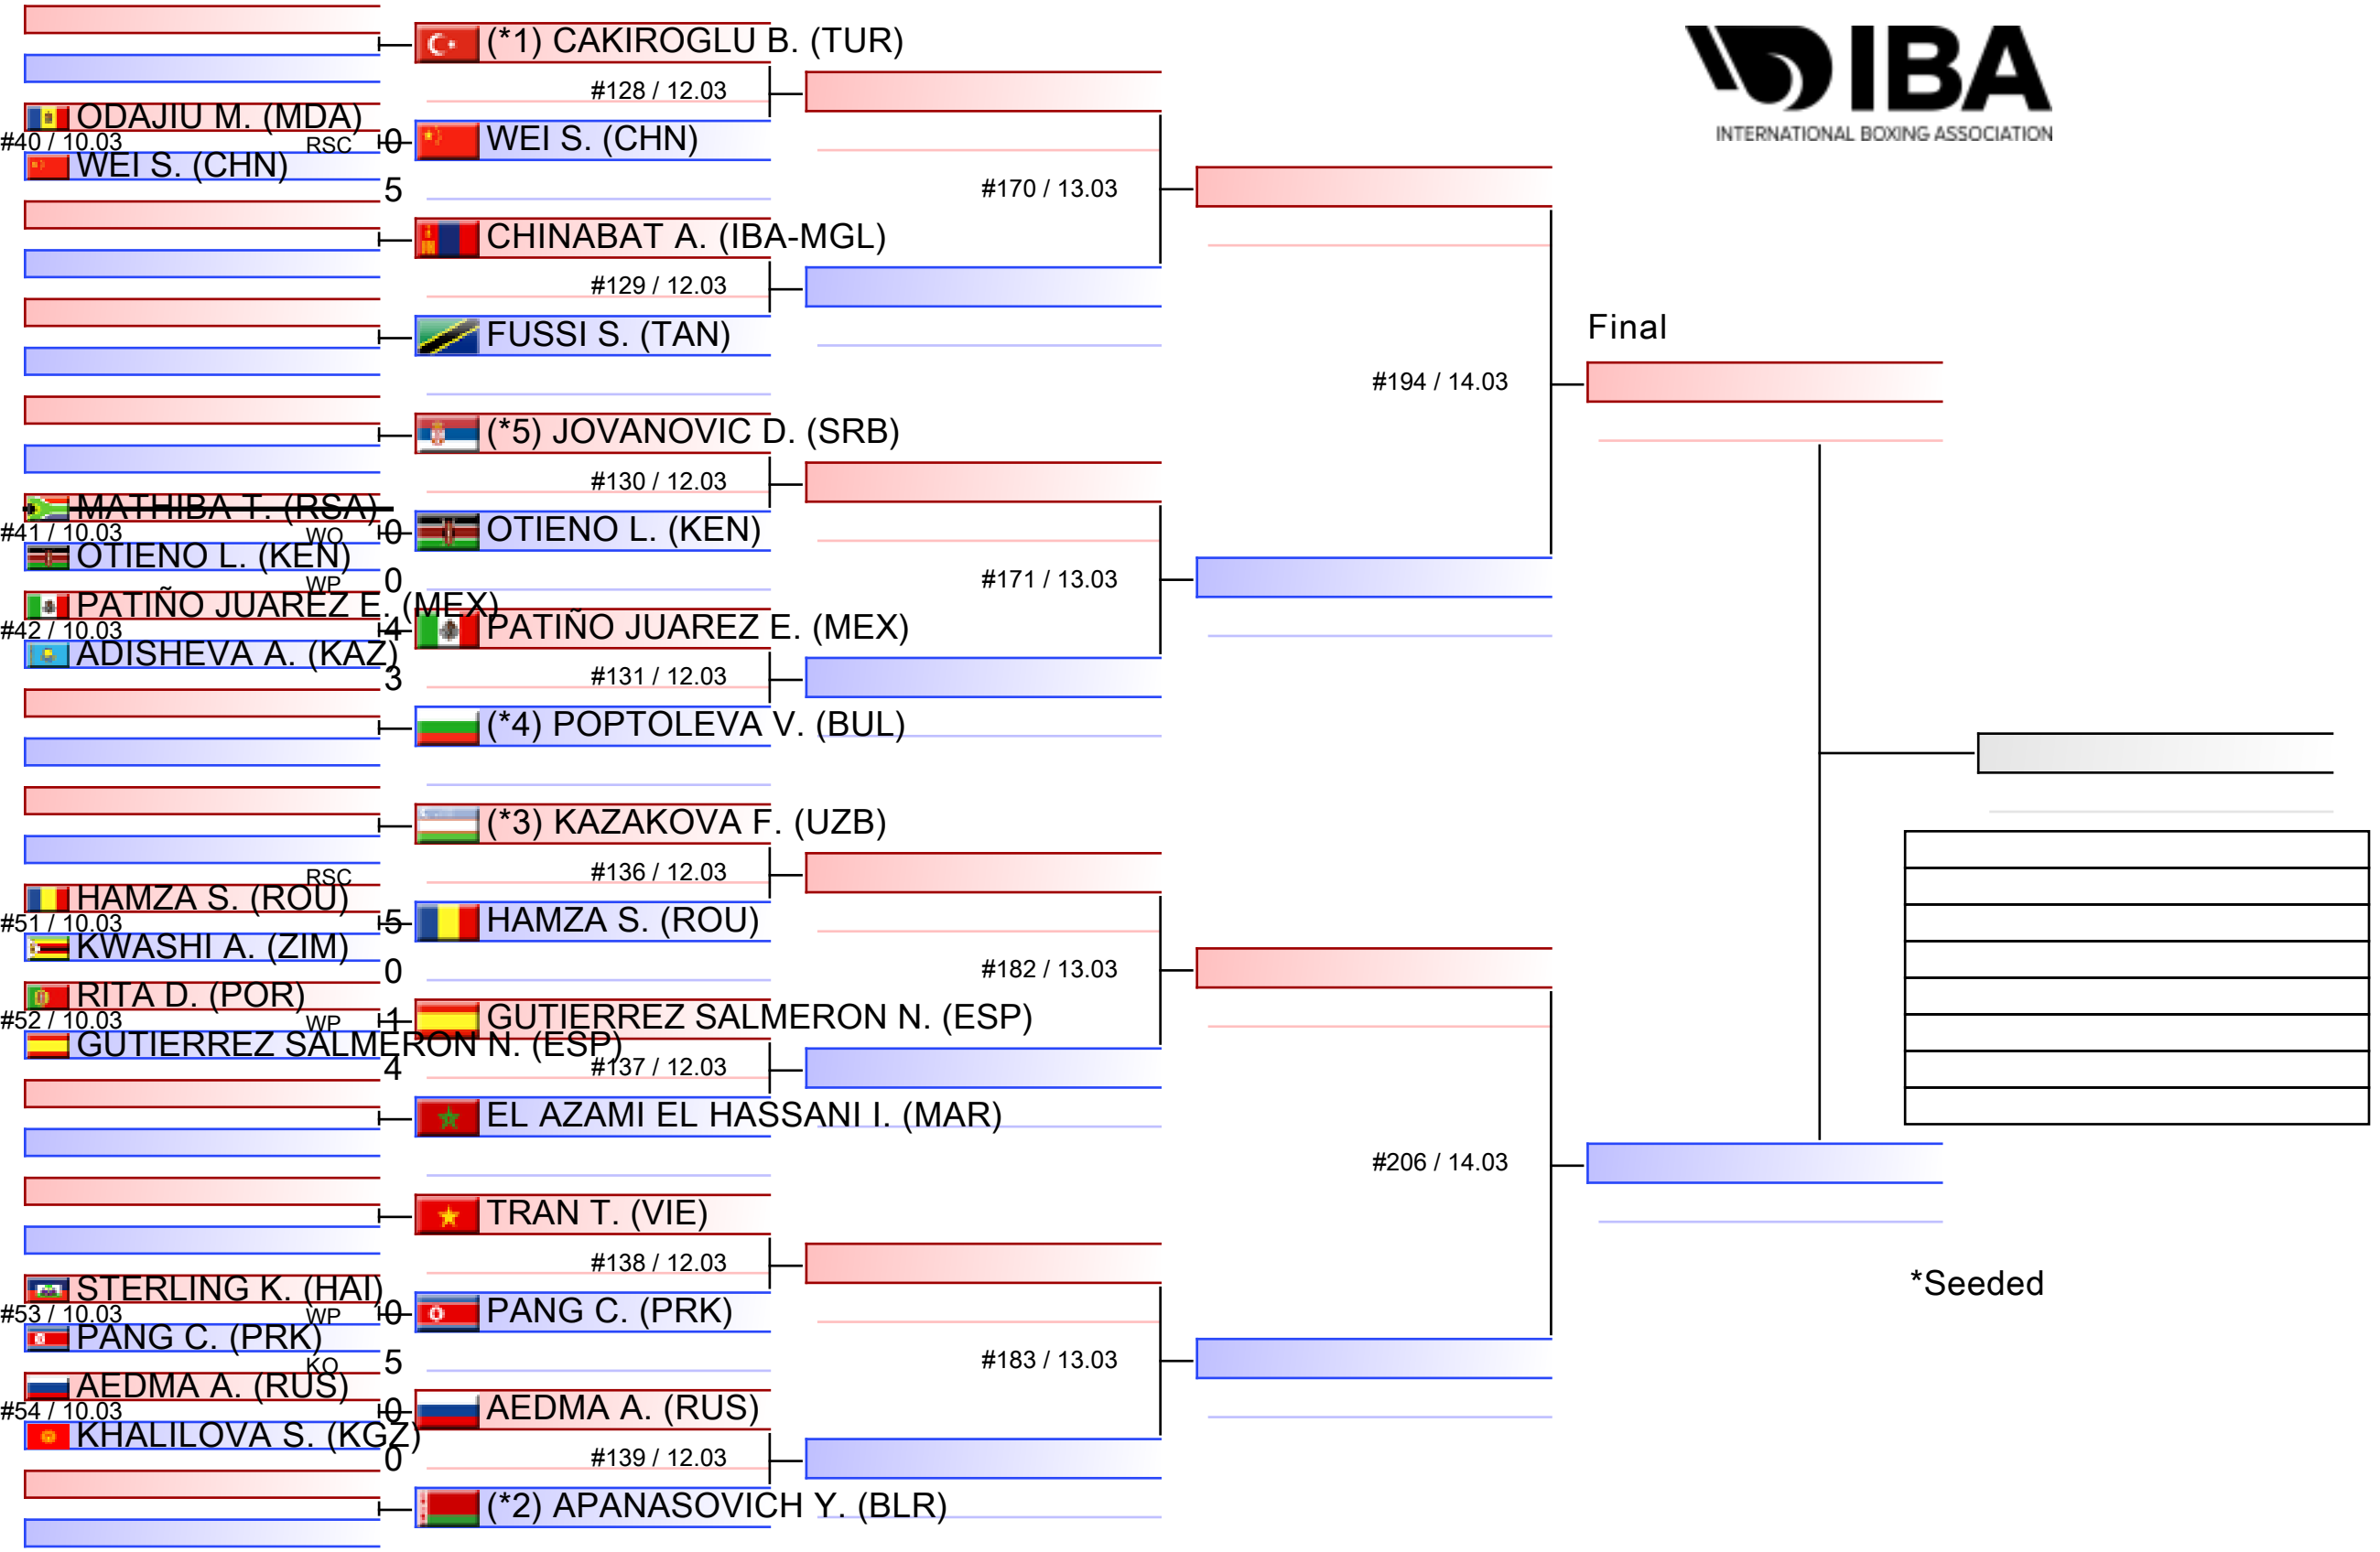 IBA
INTERNATIONAL BOXING ASSOCIATION
(*1) CAKIROGLU B. (TUR)
#128 / 12.03
ODAJIU M. (MDA)
#40 / 10.03
RSC
0
WEI S. (CHN)
WEI S. (CHN)
5
#170 / 13.03
CHINABAT A. (IBA-MGL)
#129 / 12.03
FUSSI S. (TAN)
Final
#194 / 14.03
(*5) JOVANOVIC D. (SRB)
#130 / 12.03
MATHIBA T. (RSA)
#41 / 10.03
WO
0
OTIENO L. (KEN)
OTIENO L. (KEN)
WP
0
#171 / 13.03
PATIÑO JUAREZ E. (MEX)
#42 / 10.03
4
PATIÑO JUAREZ E. (MEX)
ADISHEVA A. (KAZ)
3
#131 / 12.03
(*4) POPTOLEVA V. (BUL)
(*3) KAZAKOVA F. (UZB)
#136 / 12.03
RSC
HAMZA S. (ROU)
#51 / 10.03
5
HAMZA S. (ROU)
KWASHI A. (ZIM)
0
#182 / 13.03
RITA D. (POR)
#52 / 10.03
WP
1
GUTIERREZ SALMERON N. (ESP)
GUTIERREZ SALMERON N. (ESP)
4
#137 / 12.03
EL AZAMI EL HASSANI I. (MAR)
#206 / 14.03
TRAN T. (VIE)
#138 / 12.03
*Seeded
STERLING K. (HAI)
#53 / 10.03
WP
0
PANG C. (PRK)
PANG C. (PRK)
KO
5
#183 / 13.03
AEDMA A. (RUS)
#54 / 10.03
0
AEDMA A. (RUS)
KHALILOVA S. (KGZ)
0
#139 / 12.03
(*2) APANASOVICH Y. (BLR)